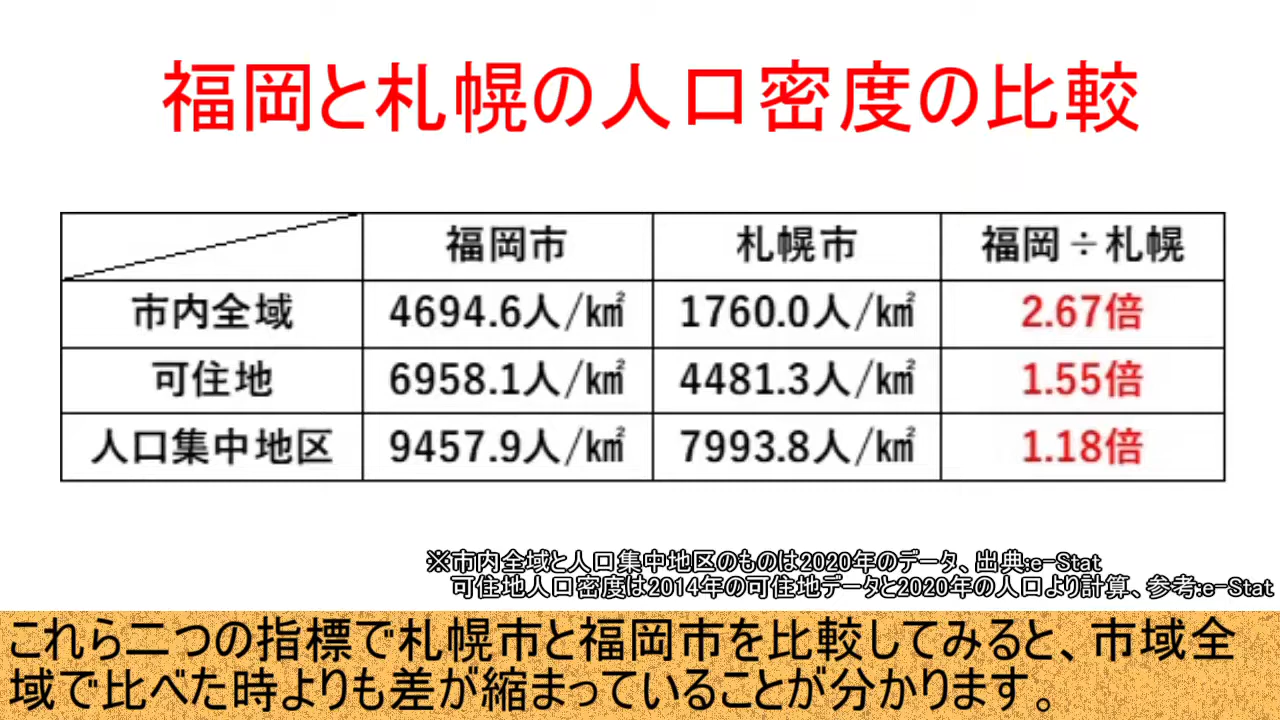 福岡と札幌の人口密度の比較
福岡市 札幌市 福岡÷札幌
市内全域 4694.6人/㎢ 1760.0人/㎢ 2.67倍
可住地 6958.1人/㎢ 4481.3人/㎢ 1.55倍
人口集中地区 9457.9人/㎢ 7993.8人/㎢ 1.18倍
※市内全域と人口集中地区のものは2020年のデータ、出典:e-Stat
可住地人口密度は2014年の可住地データと2020年の人口より計算、参考:e-Stat
これら二つの指標で札幌市と福岡市を比較してみると、市域全
域で比べた時よりも差が縮まっていることが分かります。